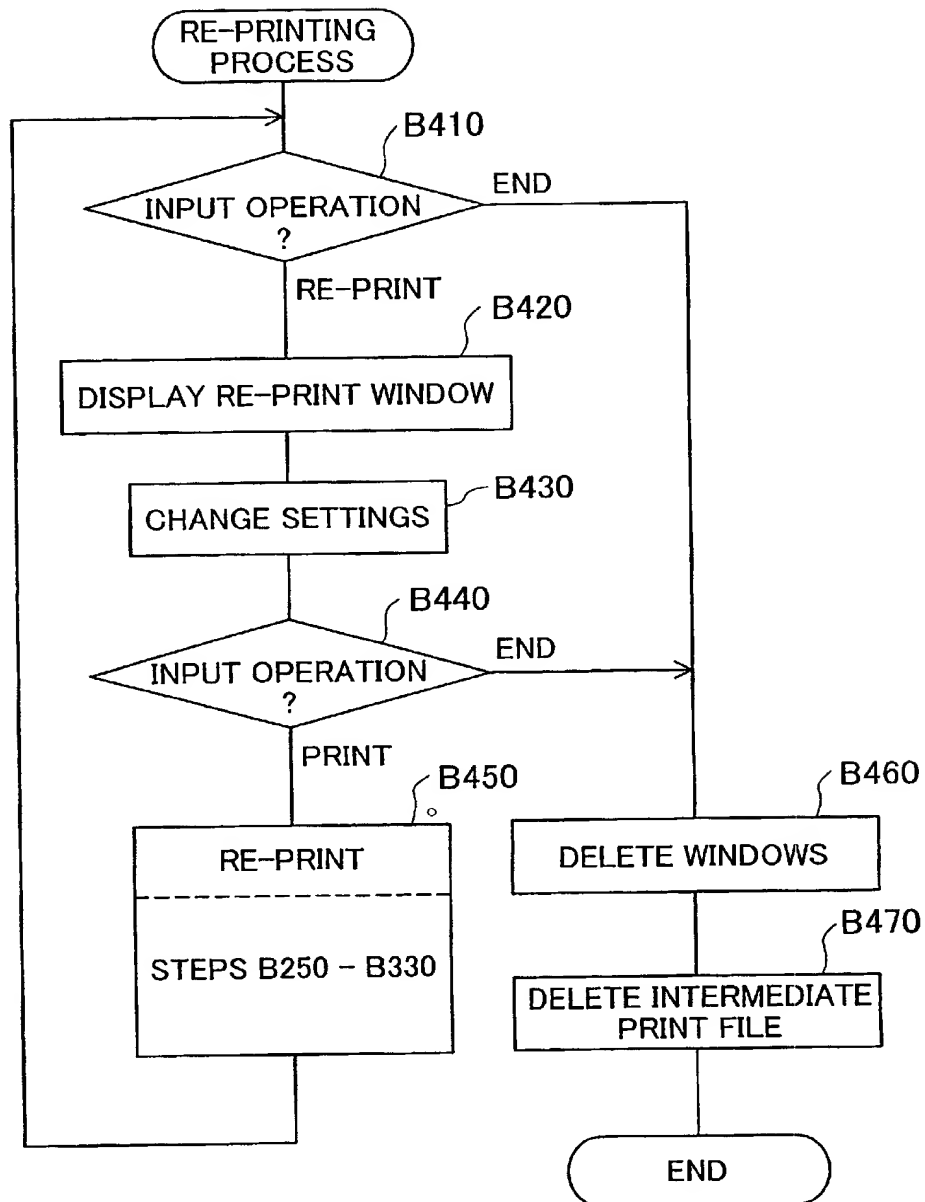 RE-PRINTING
PROCESS
B410
INPUT OPERATION
?
END
RE-PRINT
B420
DISPLAY RE-PRINT WINDOW
B430
CHANGE SETTINGS
B440
INPUT OPERATION
?
END
PRINT
B450
RE-PRINT
STEPS B250 – B330
B460
DELETE WINDOWS
B470
DELETE INTERMEDIATE
PRINT FILE
END